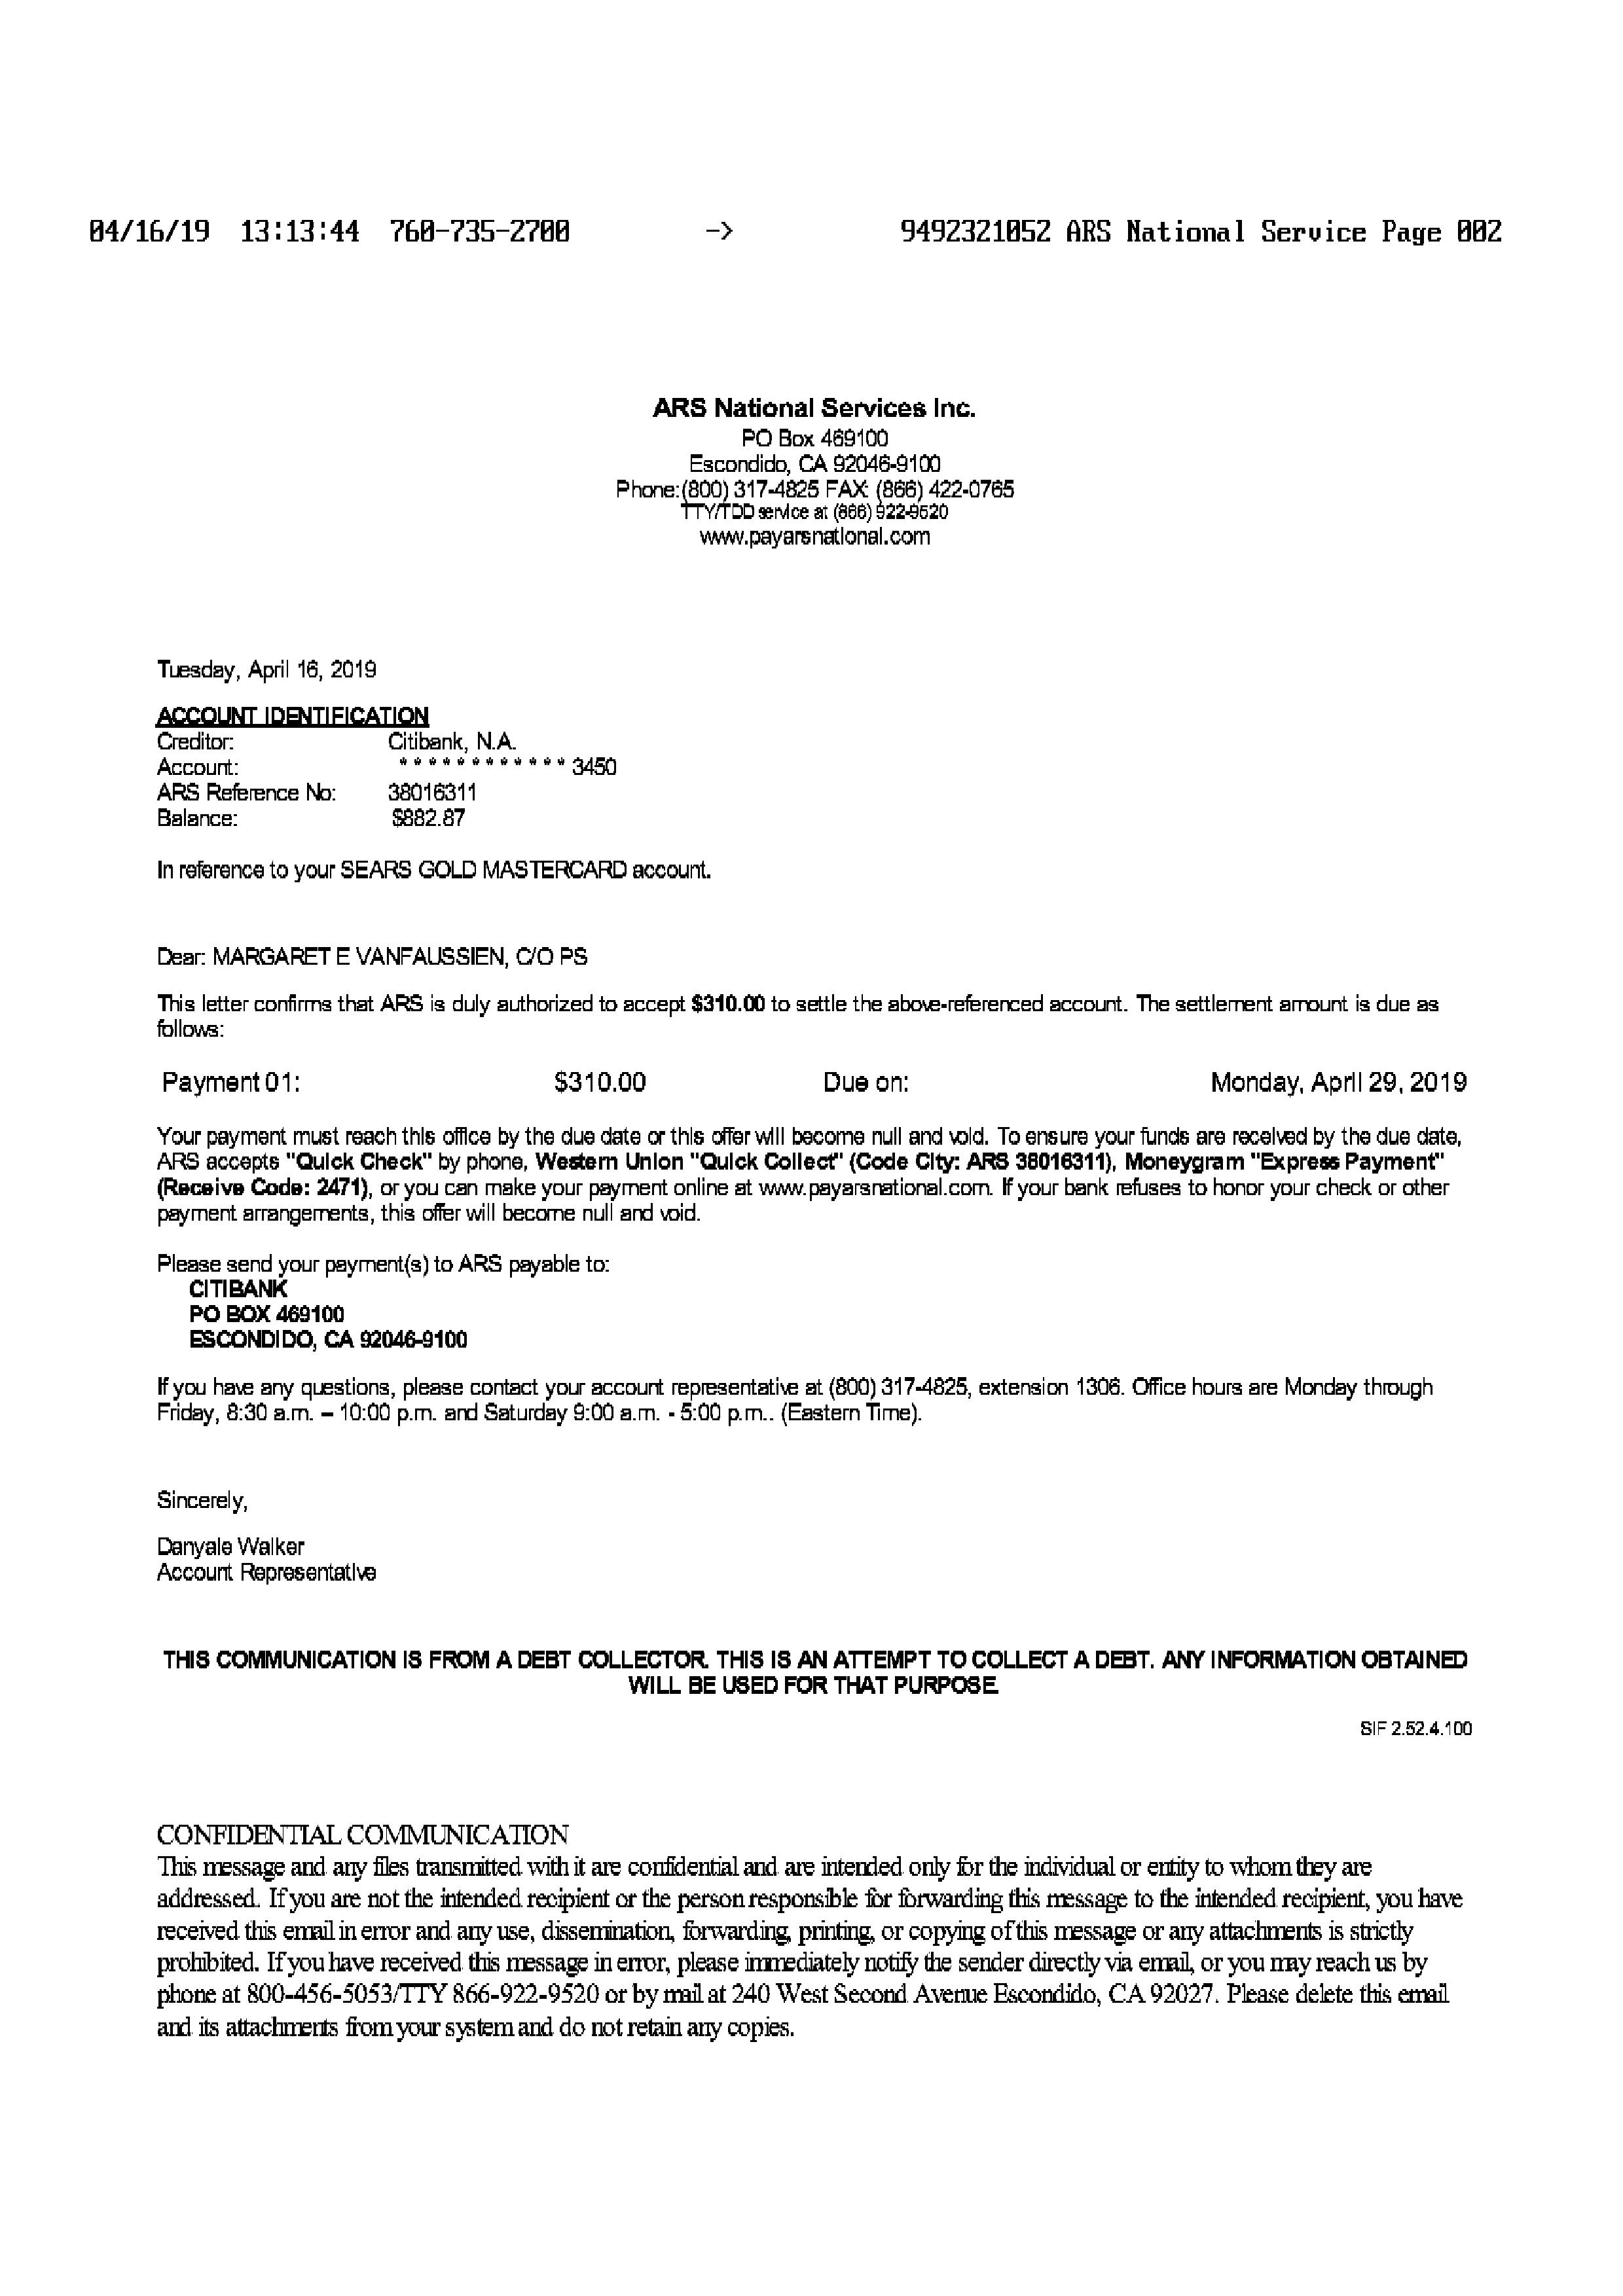 04/16/19 13:13:44 760-735-2700 -> 9492321052 ARS National Service Page 002
ARS National Services Inc.
PO Box 469100
Escondido, CA 92046-9100
Phone:(800) 317-4825 FAX: (866) 422-0765
TTY/TDD service at (866) 922-9520
www.payarsnational.com
Tuesday, April 16, 2019
ACCOUNT IDENTIFICATION
Creditor: Citibank, N.A.
Account: * * * * * * * * * * * * 3450
ARS Reference No: 38016311
Balance: $882.87
In reference to your SEARS GOLD MASTERCARD account.
Dear: MARGARET E VANFAUSSIEN, C/O PS
This letter confirms that ARS is duly authorized to accept $310.00 to settle the above-referenced account. The settlement amount is due as
follows:
Payment 01: $310.00 Due on: Monday, April 29, 2019
Your payment must reach this office by the due date or this offer will become null and void. To ensure your funds are received by the due date,
ARS accepts "Quick Check" by phone, Western Union "Quick Collect" (Code City: ARS 38016311), Moneygram "Express Payment"
(Receive Code: 2471), or you can make your payment online at www.payarsnational.com. If your bank refuses to honor your check or other
payment arrangements, this offer will become null and void.
Please send your payment(s) to ARS payable to:
CITIBANK
PO BOX 469100
ESCONDIDO, CA 92046-9100
If you have any questions, please contact your account representative at (800) 317-4825, extension 1306. Office hours are Monday through
Friday, 8:30 a.m. – 10:00 p.m. and Saturday 9:00 a.m. - 5:00 p.m.. (Eastern Time).
Sincerely,
Danyale Walker
Account Representative
THIS COMMUNICATION IS FROM A DEBT COLLECTOR. THIS IS AN ATTEMPT TO COLLECT A DEBT. ANY INFORMATION OBTAINED
WILL BE USED FOR THAT PURPOSE.
SIF 2.52.4.100
CONFIDENTIAL COMMUNICATION
This message and any files transmitted with it are confidential and are intended only for the individual or entity to whom they are
addressed. If you are not the intended recipient or the person responsible for forwarding this message to the intended recipient, you have
received this email in error and any use, dissemination, forwarding, printing, or copying of this message or any attachments is strictly
prohibited. If you have received this message in error, please immediately notify the sender directly via email, or you may reach us by
phone at 800-456-5053/TTY 866-922-9520 or by mail at 240 West Second Avenue Escondido, CA 92027. Please delete this email
and its attachments from your system and do not retain any copies.